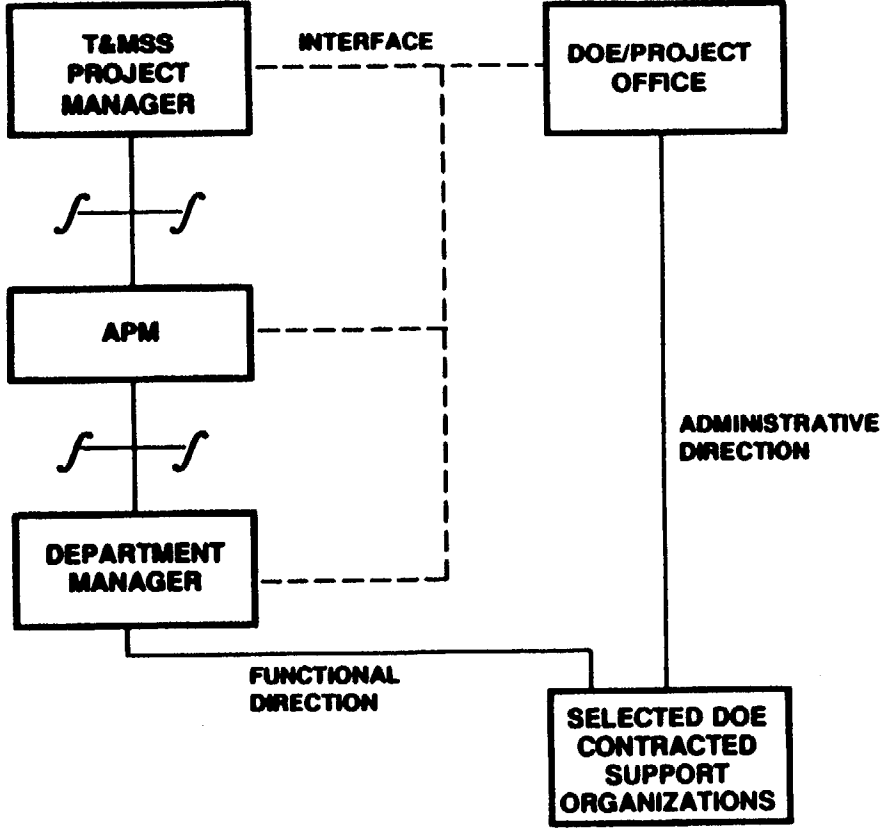 T&MSS
PROJECT
MANAGER
INTERFACE
DOE/PROJECT
OFFICE
APM
ADMINISTRATIVE
DIRECTION
DEPARTMENT
MANAGER
FUNCTIONAL
DIRECTION
SELECTED DOE
CONTRACTED
SUPPORT
ORGANIZATIONS